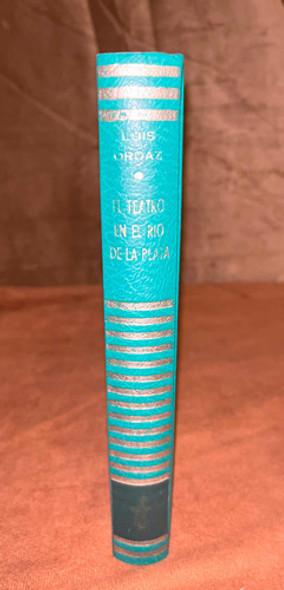 LUIS
ORDAZ
EL TEATRO
EN EL RIO
DE LA PLATA